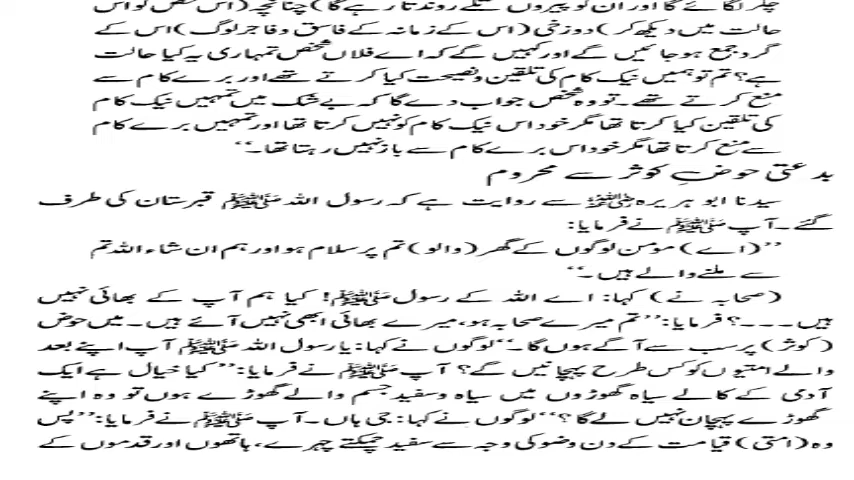 چکر لگائے گا اور ان کو پیروں تلے روندتا رہے گا) چنانچہ (اس شخص کو اس
حالت میں دیکھ کر) دوزخی (اس کے زمانہ کے فاسق و فاجر لوگ) اس کے
گرد جمع ہو جائیں گے اور کہیں گے کہ اے فلاں شخص تمہاری یہ کیا حالت
ہے؟ تم تو ہمیں نیک کام کی تلقین و نصیحت کیا کرتے تھے اور برے کام سے
منع کرتے تھے۔ تو وہ شخص جواب دے گا کہ بے شک میں تمہیں نیک کام
کی تلقین کیا کرتا تھا مگر خود اس نیک کام کو نہیں کرتا تھا اور تمہیں برے کام
سے منع کرتا تھا مگر خود اس برے کام سے باز نہیں رہتا تھا۔‘‘
بدعتی حوضِ کوثر سے محروم
سیدنا ابو ہریرہ رضی اللہ عنہ سے روایت ہے کہ رسول اللہ ﷺ قبرستان کی طرف
گئے۔ آپ ﷺ نے فرمایا:
’’(اے) مومن لوگوں کے گھر (والو) تم پر سلام ہو اور ہم ان شاء اللہ تم
سے ملنے والے ہیں۔‘‘
(صحابہ نے) کہا: اے اللہ کے رسول ﷺ! کیا ہم آپ کے بھائی نہیں
ہیں۔۔۔؟ فرمایا: ’’تم میرے صحابہ ہو، میرے بھائی ابھی نہیں آئے ہیں۔ میں حوض
(کوثر) پر سب سے آگے ہوں گا۔‘‘ لوگوں نے کہا: یا رسول اللہ ﷺ آپ اپنے بعد
والے امتیوں کو کس طرح پہچانیں گے؟ آپ ﷺ نے فرمایا: ’’کیا خیال ہے ایک
آدمی کے کالے سیاہ گھوڑوں میں سیاہ و سفید جسم والے گھوڑے ہوں تو وہ اپنے
گھوڑے پہچان نہیں لے گا؟‘‘ لوگوں نے کہا: جی ہاں۔ آپ ﷺ نے فرمایا: ’’پس
وہ (امتی) قیامت کے دن وضو کی وجہ سے سفید چمکتے چہرے، ہاتھوں اور قدموں کے